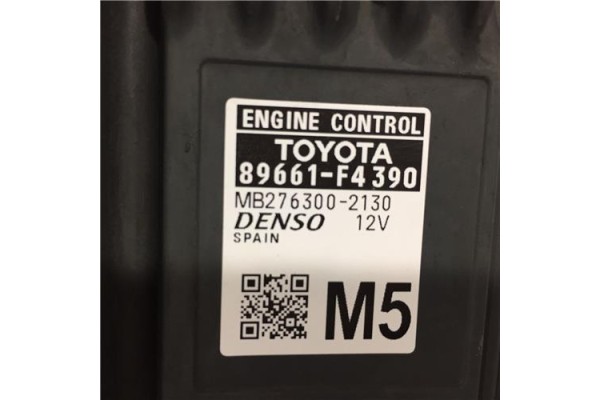 ENGINE CONTROL
TOYOTA
89661-F4390
MB276300-2130
DENSO 12V
SPAIN
M5